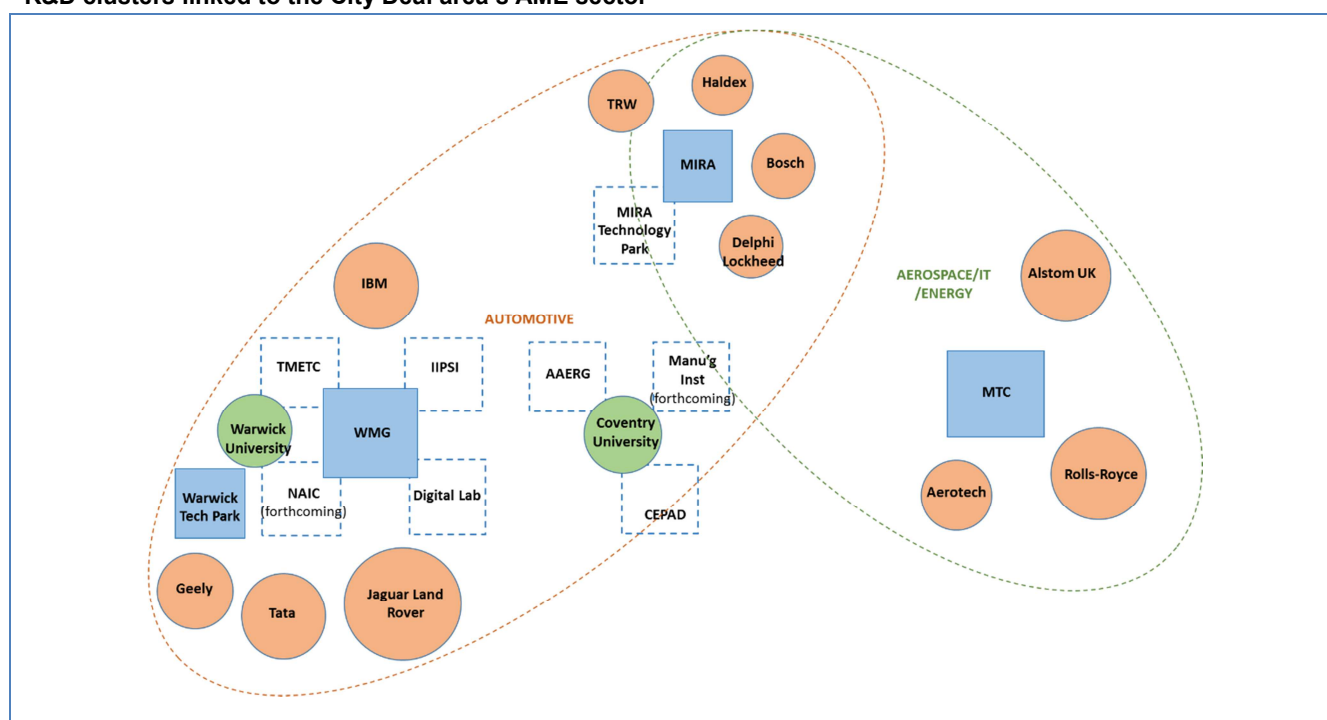 R&D clusters linked to the City Deal area's AME sector
Haldex
TRW
MIRA
Bosch
MIRA
Technology
Park
Delphi
Lockheed
AEROSPACE/IT
/ENERGY
Alstom UK
IBM
AUTOMOTIVE
TMETC
IIPSI
AAERG
Manu'g
Inst
(forthcoming)
MTC
Warwick
University
WMG
Coventry
University
Rolls-Royce
Warwick
Tech Park
NAIC
(forthcoming)
Digital Lab
CEPAD
Aerotech
Geely
Tata
Jaguar Land
Rover